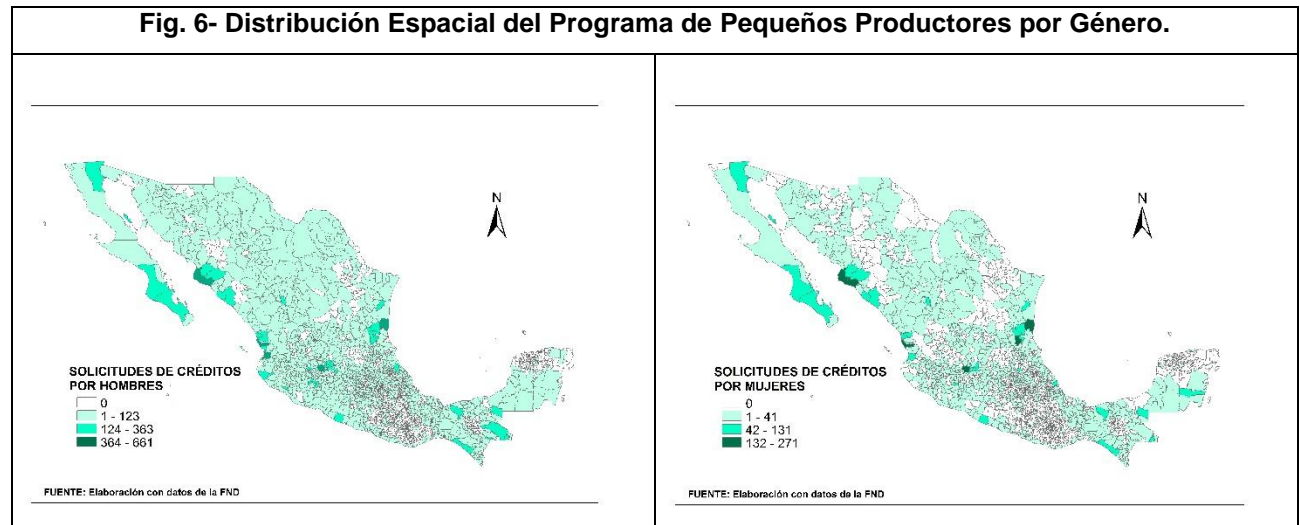 Fig. 6- Distribución Espacial del Programa de Pequeños Productores por Género.
N
SOLICITUDES DE CRÉDITOS
POR HOMBRES
0
1 - 123
124 - 363
364 - 661
FUENTE: Elaboración con datos de la FND
N
SOLICITUDES DE CRÉDITOS
POR MUJERES
0
1 - 41
42 - 131
132 - 271
FUENTE: Elaboración con datos de la FND